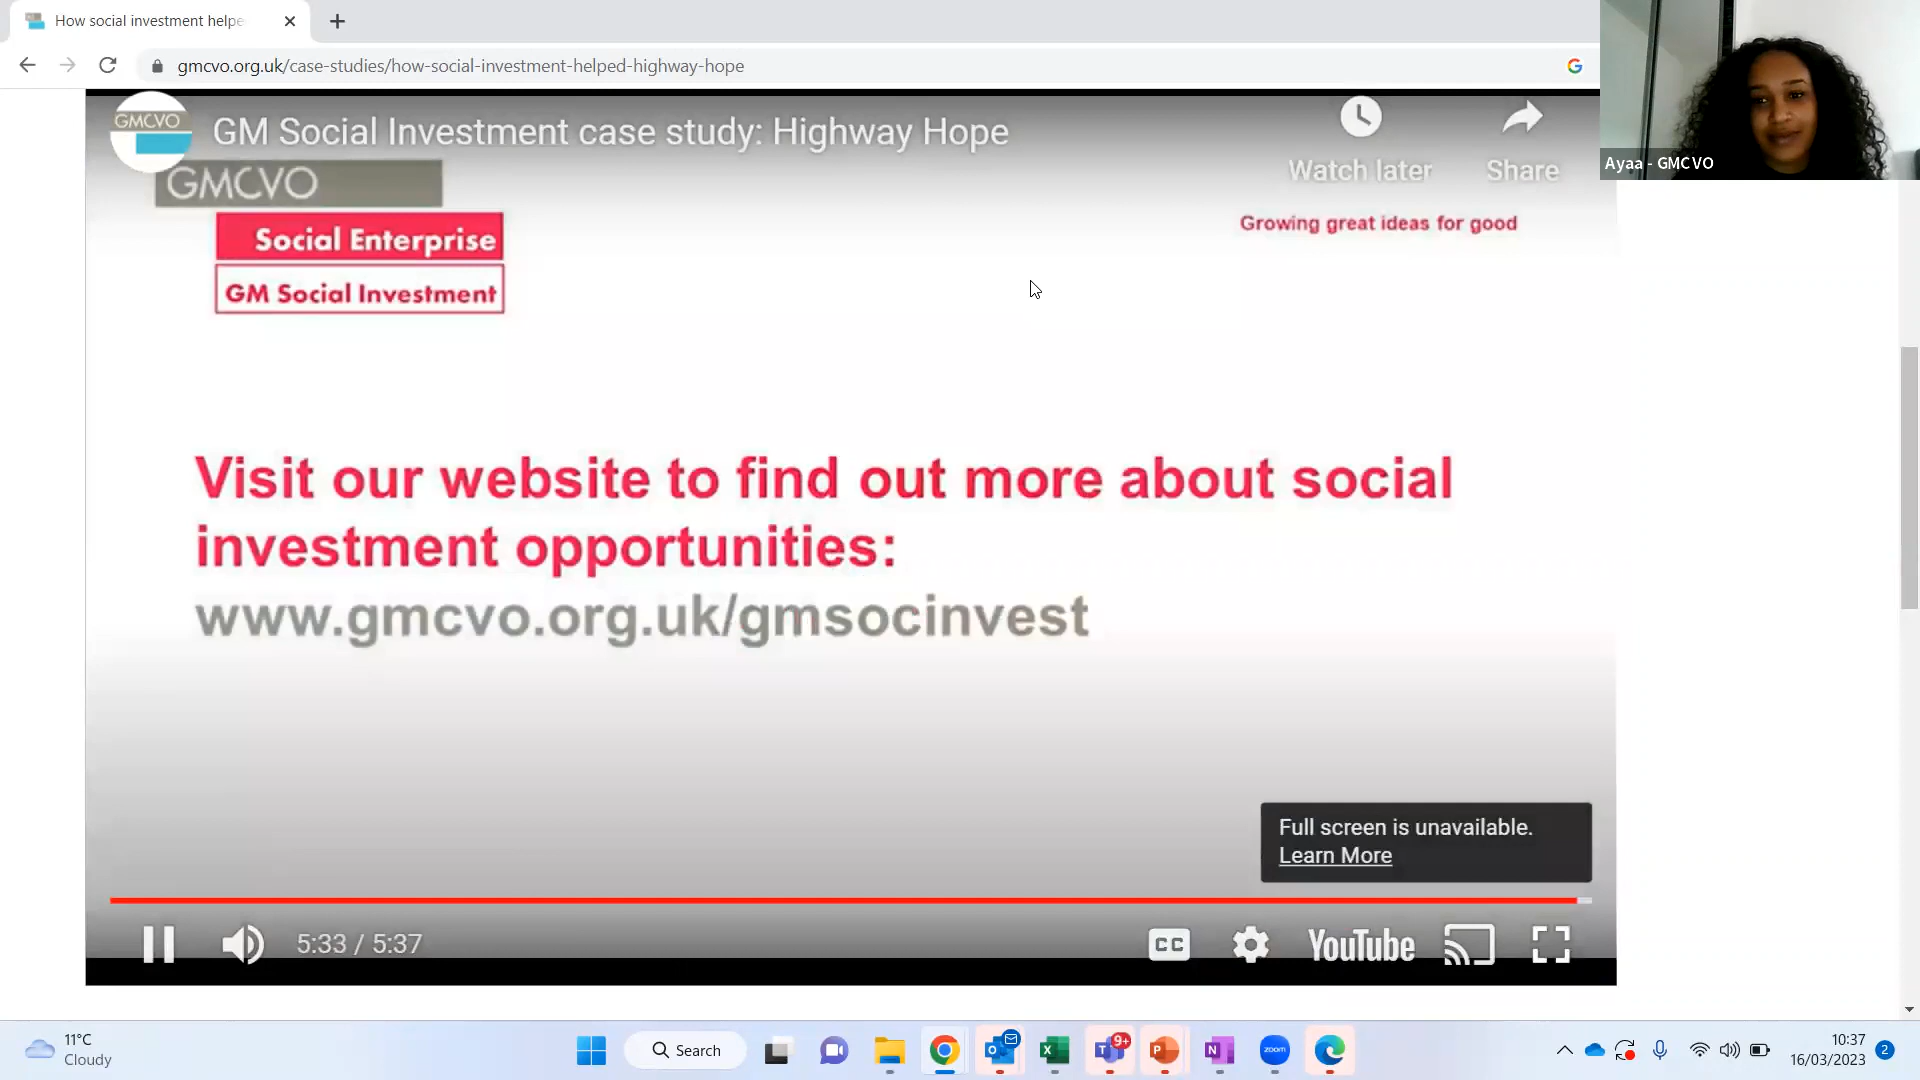 How social investment helpe
gmcvo.org.uk/case-studies/how-social-investment-helped-highway-hope
Ayaa - GMCVO
GMCVO
GM Social Investment case study: Highway Hope
Watch later
Share
GMCVO
Social Enterprise
GM Social Investment
Growing great ideas for good
Visit our website to find out more about social
investment opportunities:
www.gmcvo.org.uk/gmsocinvest
Full screen is unavailable.
Learn More
5:33 / 5:37
CC
YouTube
11°C
Cloudy
Search
9+
zoom
10:37
16/03/2023
2